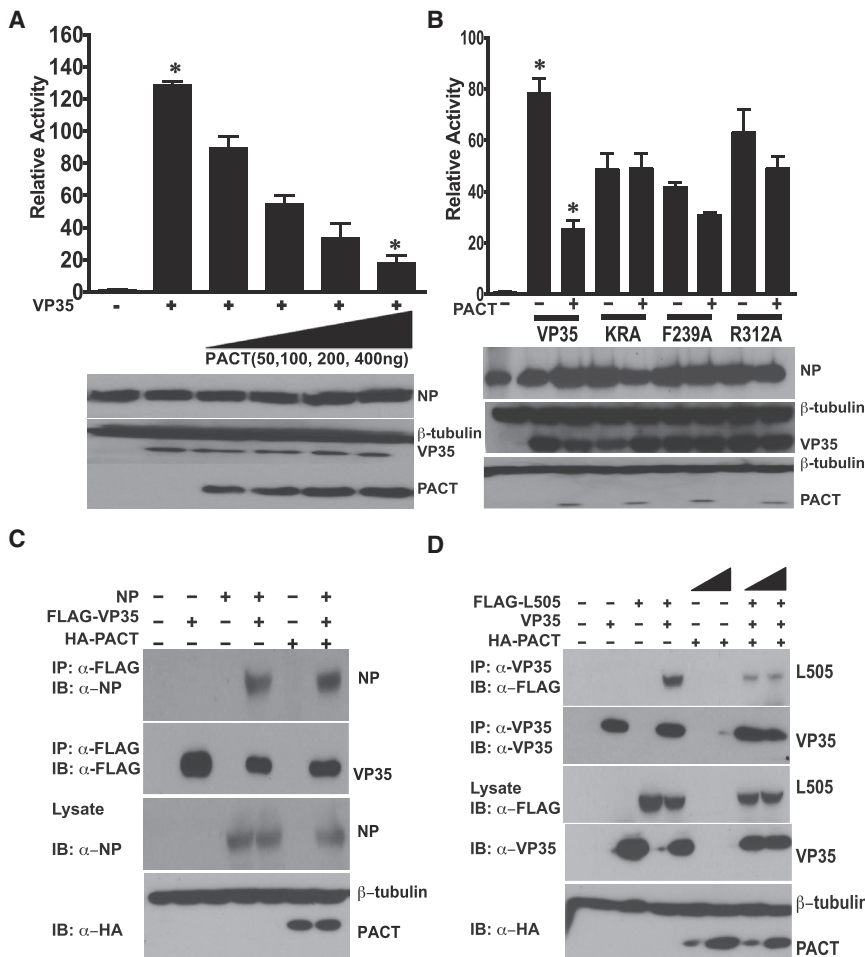 A
160
140
120
100
80
60
40
20
0
Relative Activity
*
*
VP35 - + + + + +
PACT(50,100, 200, 400ng)
NP
β-tubulin
VP35
PACT
B
100
80
60
40
20
0
Relative Activity
*
*
PACT − − + − + − + − +
VP35 KRA F239A R312A
NP
β-tubulin
VP35
β-tubulin
PACT
C
NP − − + + − +
FLAG-VP35 − + − + − +
HA-PACT − − − − + +
IP: α-FLAG
IB: α−NP
NP
IP: α-FLAG
IB: α-FLAG
VP35
Lysate
IB: α−NP
NP
β−tubulin
IB: α-HA
PACT
D
FLAG-L505 − − + + − − + +
VP35 − + − + − − + +
HA-PACT − − − − + + + +
IP: α-VP35
IB: α-FLAG
L505
IP: α-VP35
IB: α-VP35
VP35
Lysate
IB: α-FLAG
L505
IB: α-VP35
VP35
β−tubulin
IB: α-HA
PACT